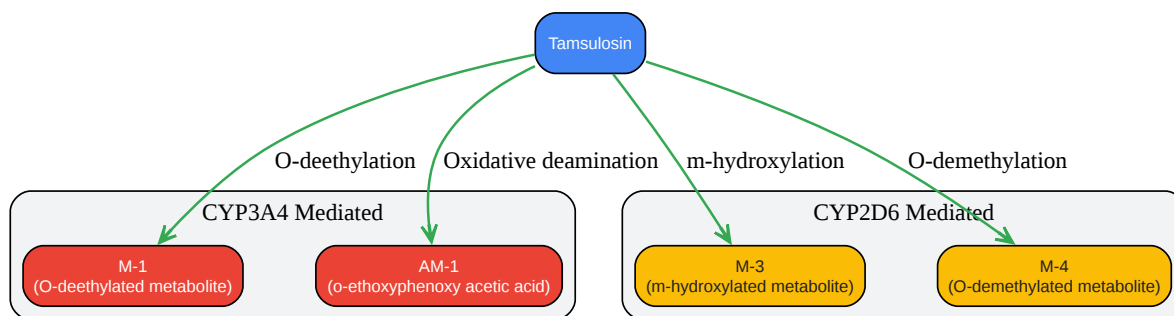 Tamsulosin
O-deethylation
Oxidative deamination
m-hydroxylation
O-demethylation
CYP3A4 Mediated
CYP2D6 Mediated
M-1
(O-deethylated metabolite)
AM-1
(o-ethoxyphenoxy acetic acid)
M-3
(m-hydroxylated metabolite)
M-4
(O-demethylated metabolite)